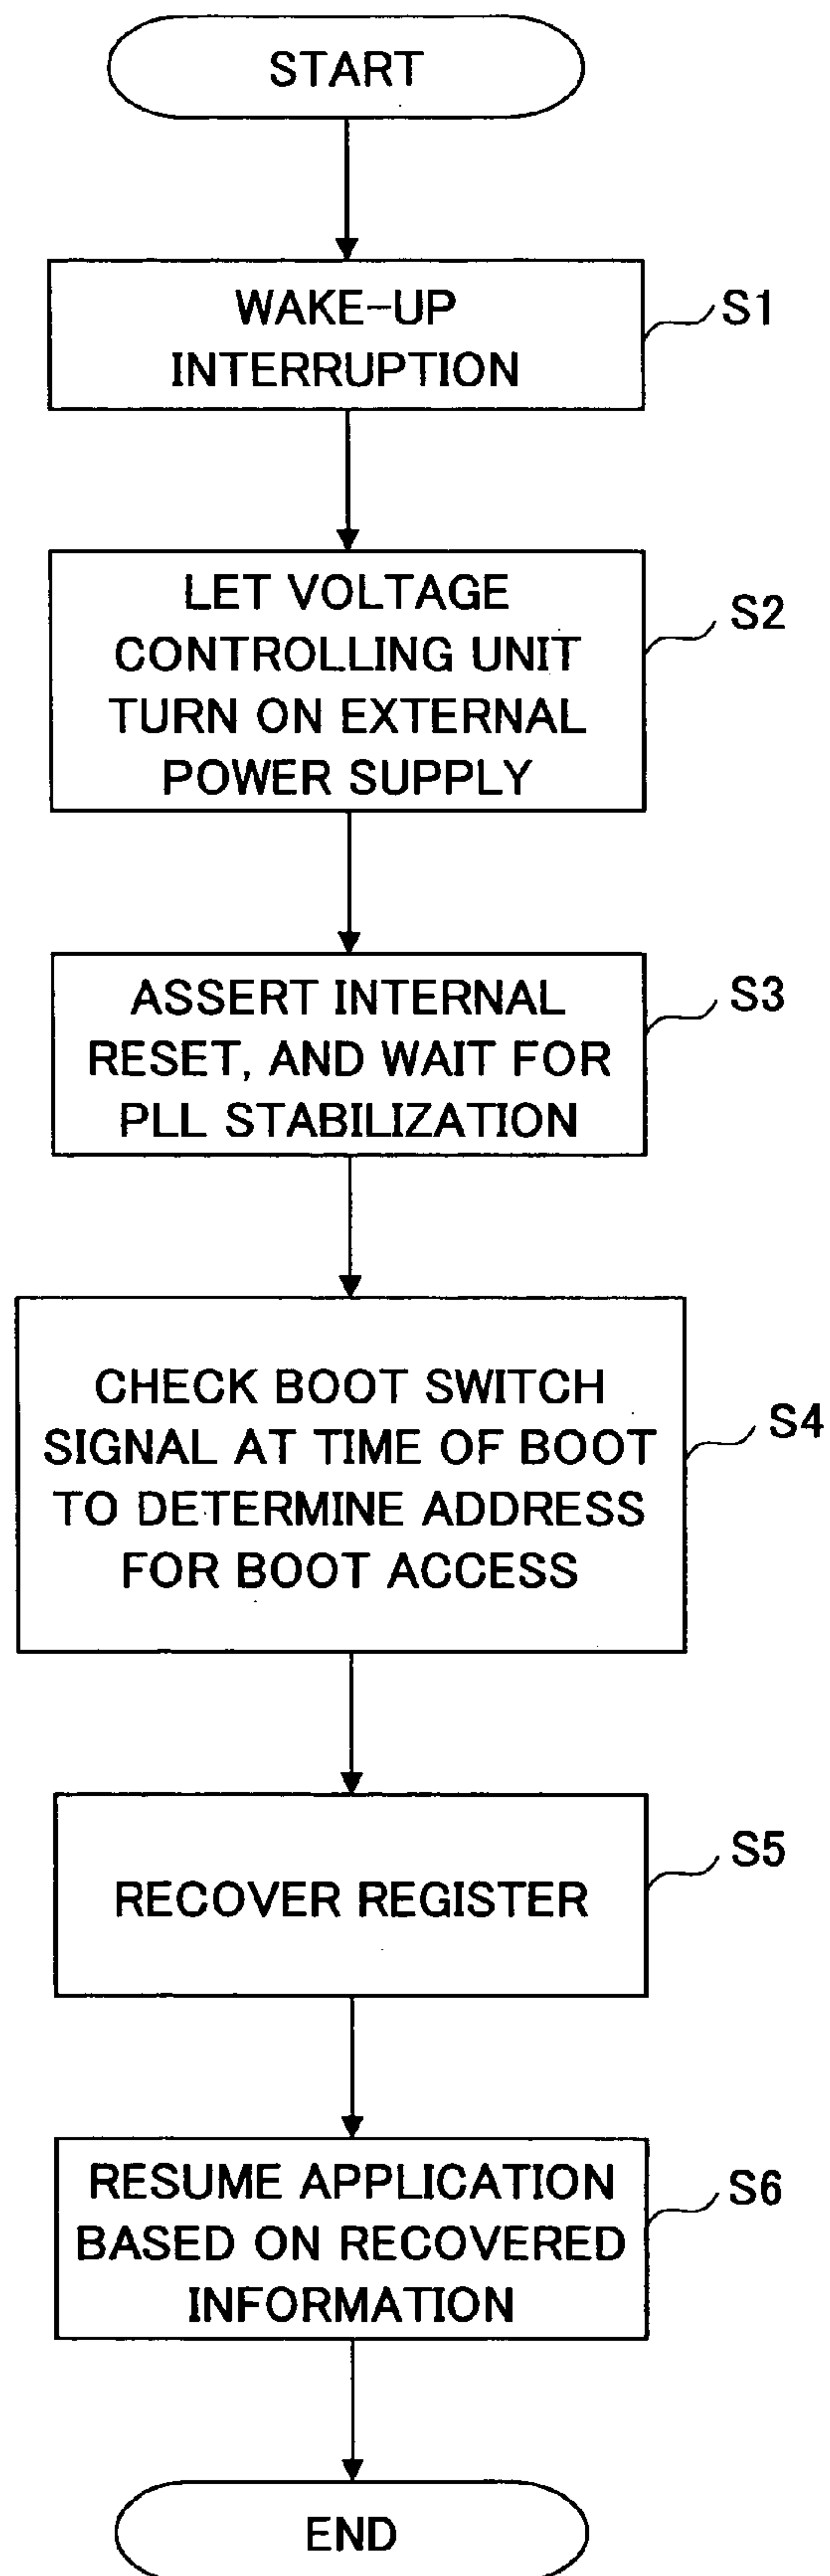 START
WAKE-UP
INTERRUPTION
S1
LET VOLTAGE
CONTROLLING UNIT
TURN ON EXTERNAL
POWER SUPPLY
S2
ASSERT INTERNAL
RESET, AND WAIT FOR
PLL STABILIZATION
S3
CHECK BOOT SWITCH
SIGNAL AT TIME OF BOOT
TO DETERMINE ADDRESS
FOR BOOT ACCESS
S4
RECOVER REGISTER
S5
RESUME APPLICATION
BASED ON RECOVERED
INFORMATION
S6
END